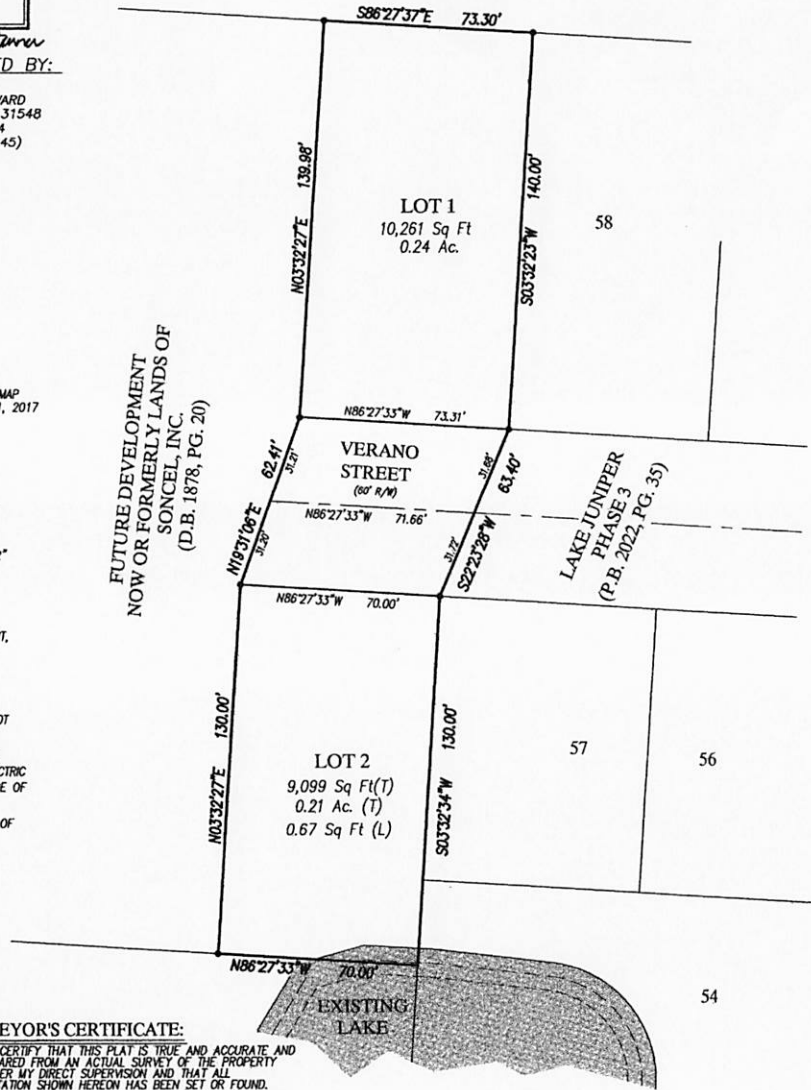 D BY:
VARD
31548
4
45)
MAP
, 2017
T,
OT
CTRIC
E OF
OF
S86°27'37"E 73.30'
139.98'
N03°32'27"E
LOT 1
10,261 Sq Ft
0.24 Ac.
140.00'
S03°32'23"W
58
FUTURE DEVELOPMENT
NOW OR FORMERLY LANDS OF
SONCEL, INC.
(D.B. 1878, PG. 20)
N86°27'33"W 73.31'
62.41'
31.21'
N19°31'06"E
31.20'
VERANO
STREET
(60' R/W)
N86°27'33"W 71.66'
31.68'
63.40'
31.72'
S22°23'28"W
LAKE JUNIPER
PHASE 3
(P.B. 2022, PG. 35)
N86°27'33"W 70.00'
130.00'
N03°32'27"E
LOT 2
9,099 Sq Ft(T)
0.21 Ac. (T)
0.67 Sq Ft (L)
130.00'
S03°32'34"W
57
56
N86°27'33"W 70.00'
EXISTING
LAKE
54
EYOR'S CERTIFICATE:
CERTIFY THAT THIS PLAT IS TRUE AND ACCURATE AND
ARED FROM AN ACTUAL SURVEY OF THE PROPERTY
ER MY DIRECT SUPERVISION AND THAT ALL
TATION SHOWN HEREON HAS BEEN SET OR FOUND.